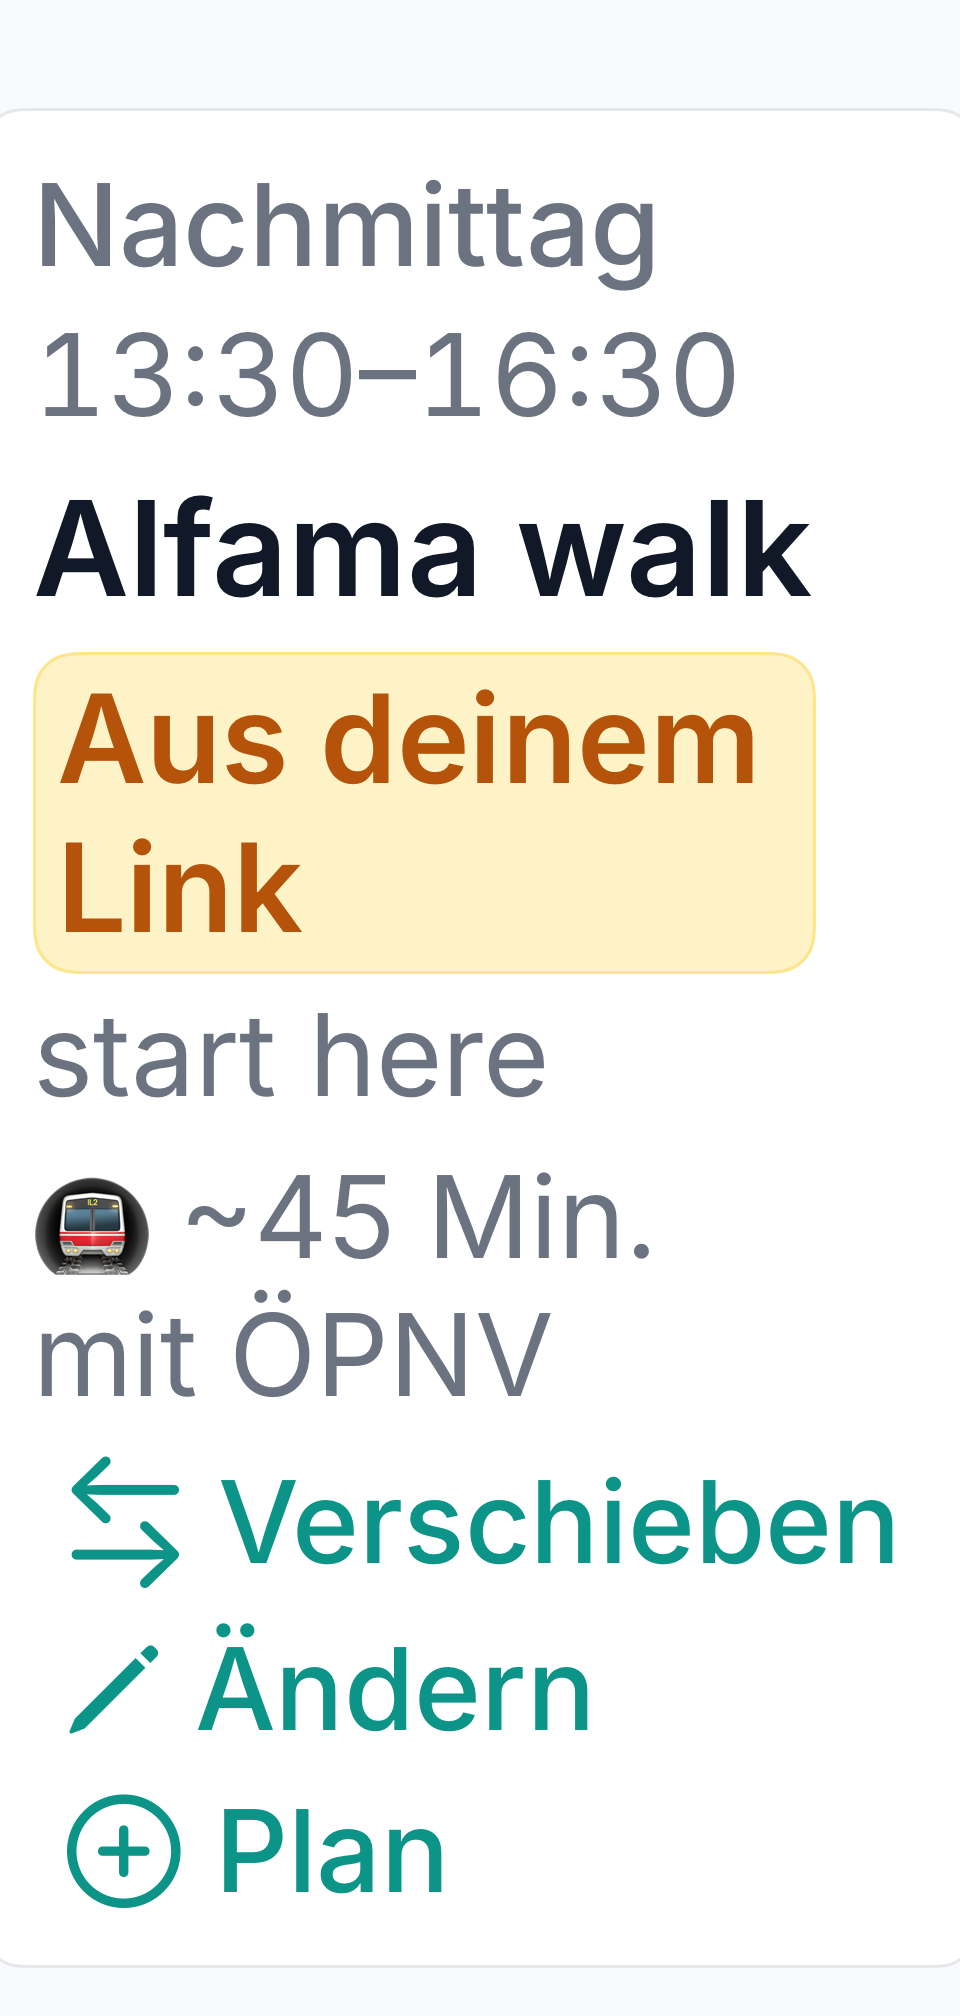 Nachmittag
13:30–16:30
Alfama walk
Aus deinem
Link
start here
🚇 ~45 Min.
mit ÖPNV
Verschieben
Ändern
Plan